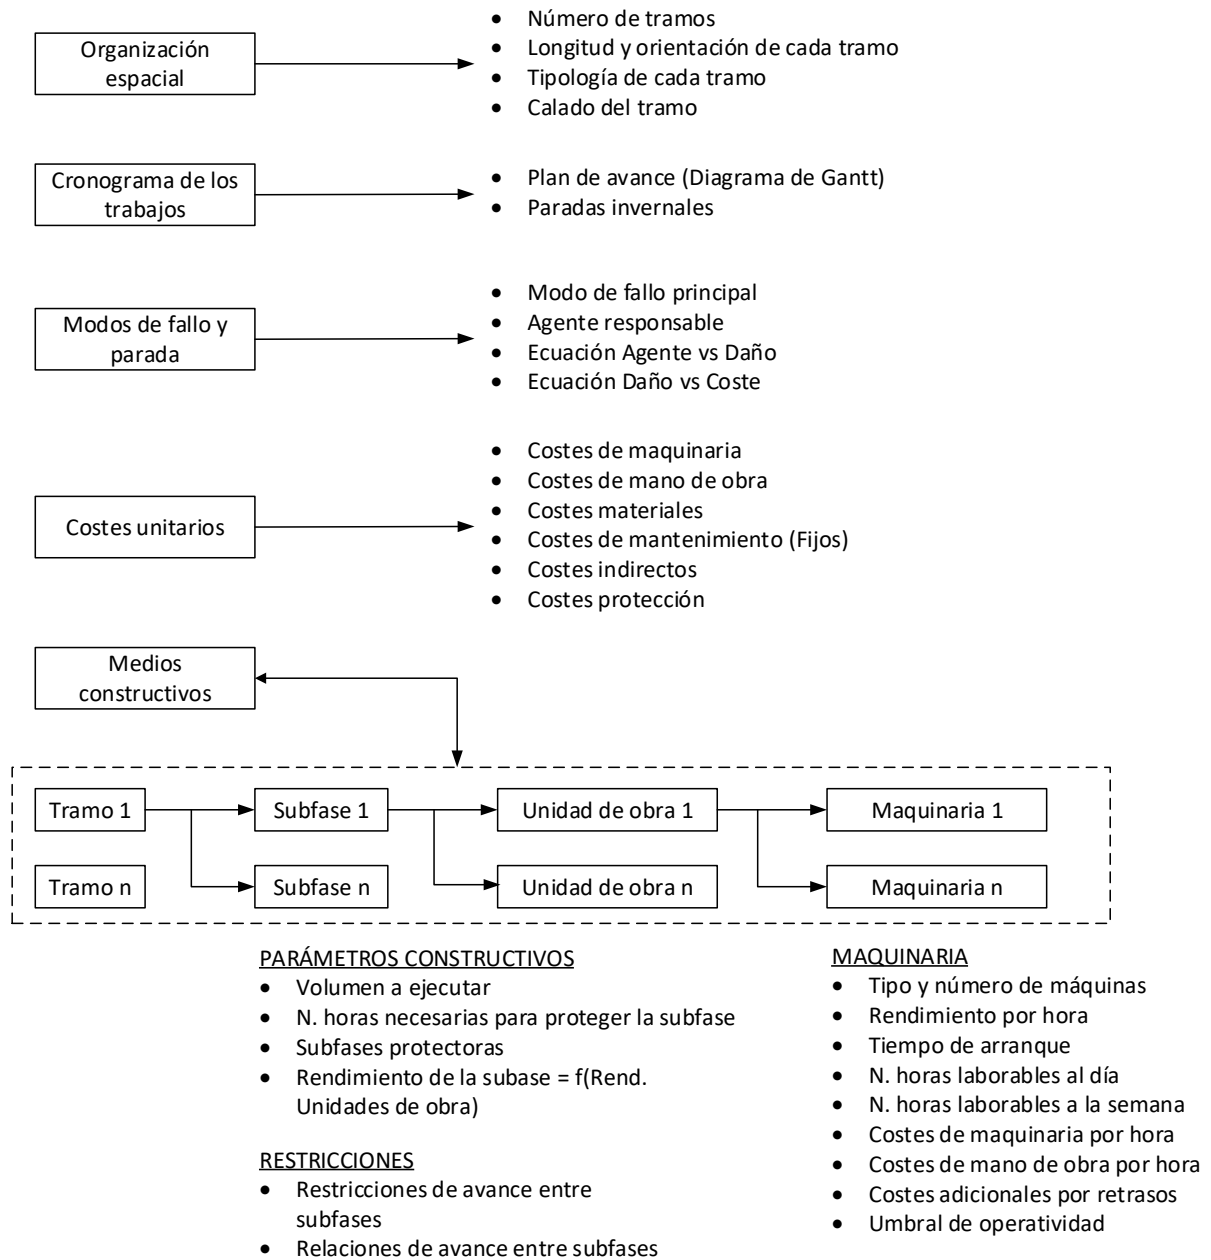 Organización
espacial
• Número de tramos
• Longitud y orientación de cada tramo
• Tipología de cada tramo
• Calado del tramo
Cronograma de los
trabajos
• Plan de avance (Diagrama de Gantt)
• Paradas invernales
Modos de fallo y
parada
• Modo de fallo principal
• Agente responsable
• Ecuación Agente vs Daño
• Ecuación Daño vs Coste
Costes unitarios
• Costes de maquinaria
• Costes de mano de obra
• Costes materiales
• Costes de mantenimiento (Fijos)
• Costes indirectos
• Costes protección
Medios
constructivos
Tramo 1
Subfase 1
Unidad de obra 1
Maquinaria 1
Tramo n
Subfase n
Unidad de obra n
Maquinaria n
PARÁMETROS CONSTRUCTIVOS
• Volumen a ejecutar
• N. horas necesarias para proteger la subfase
• Subfases protectoras
• Rendimiento de la subase = f(Rend.
Unidades de obra)
RESTRICCIONES
• Restricciones de avance entre
subfases
• Relaciones de avance entre subfases
MAQUINARIA
• Tipo y número de máquinas
• Rendimiento por hora
• Tiempo de arranque
• N. horas laborables al día
• N. horas laborables a la semana
• Costes de maquinaria por hora
• Costes de mano de obra por hora
• Costes adicionales por retrasos
• Umbral de operatividad